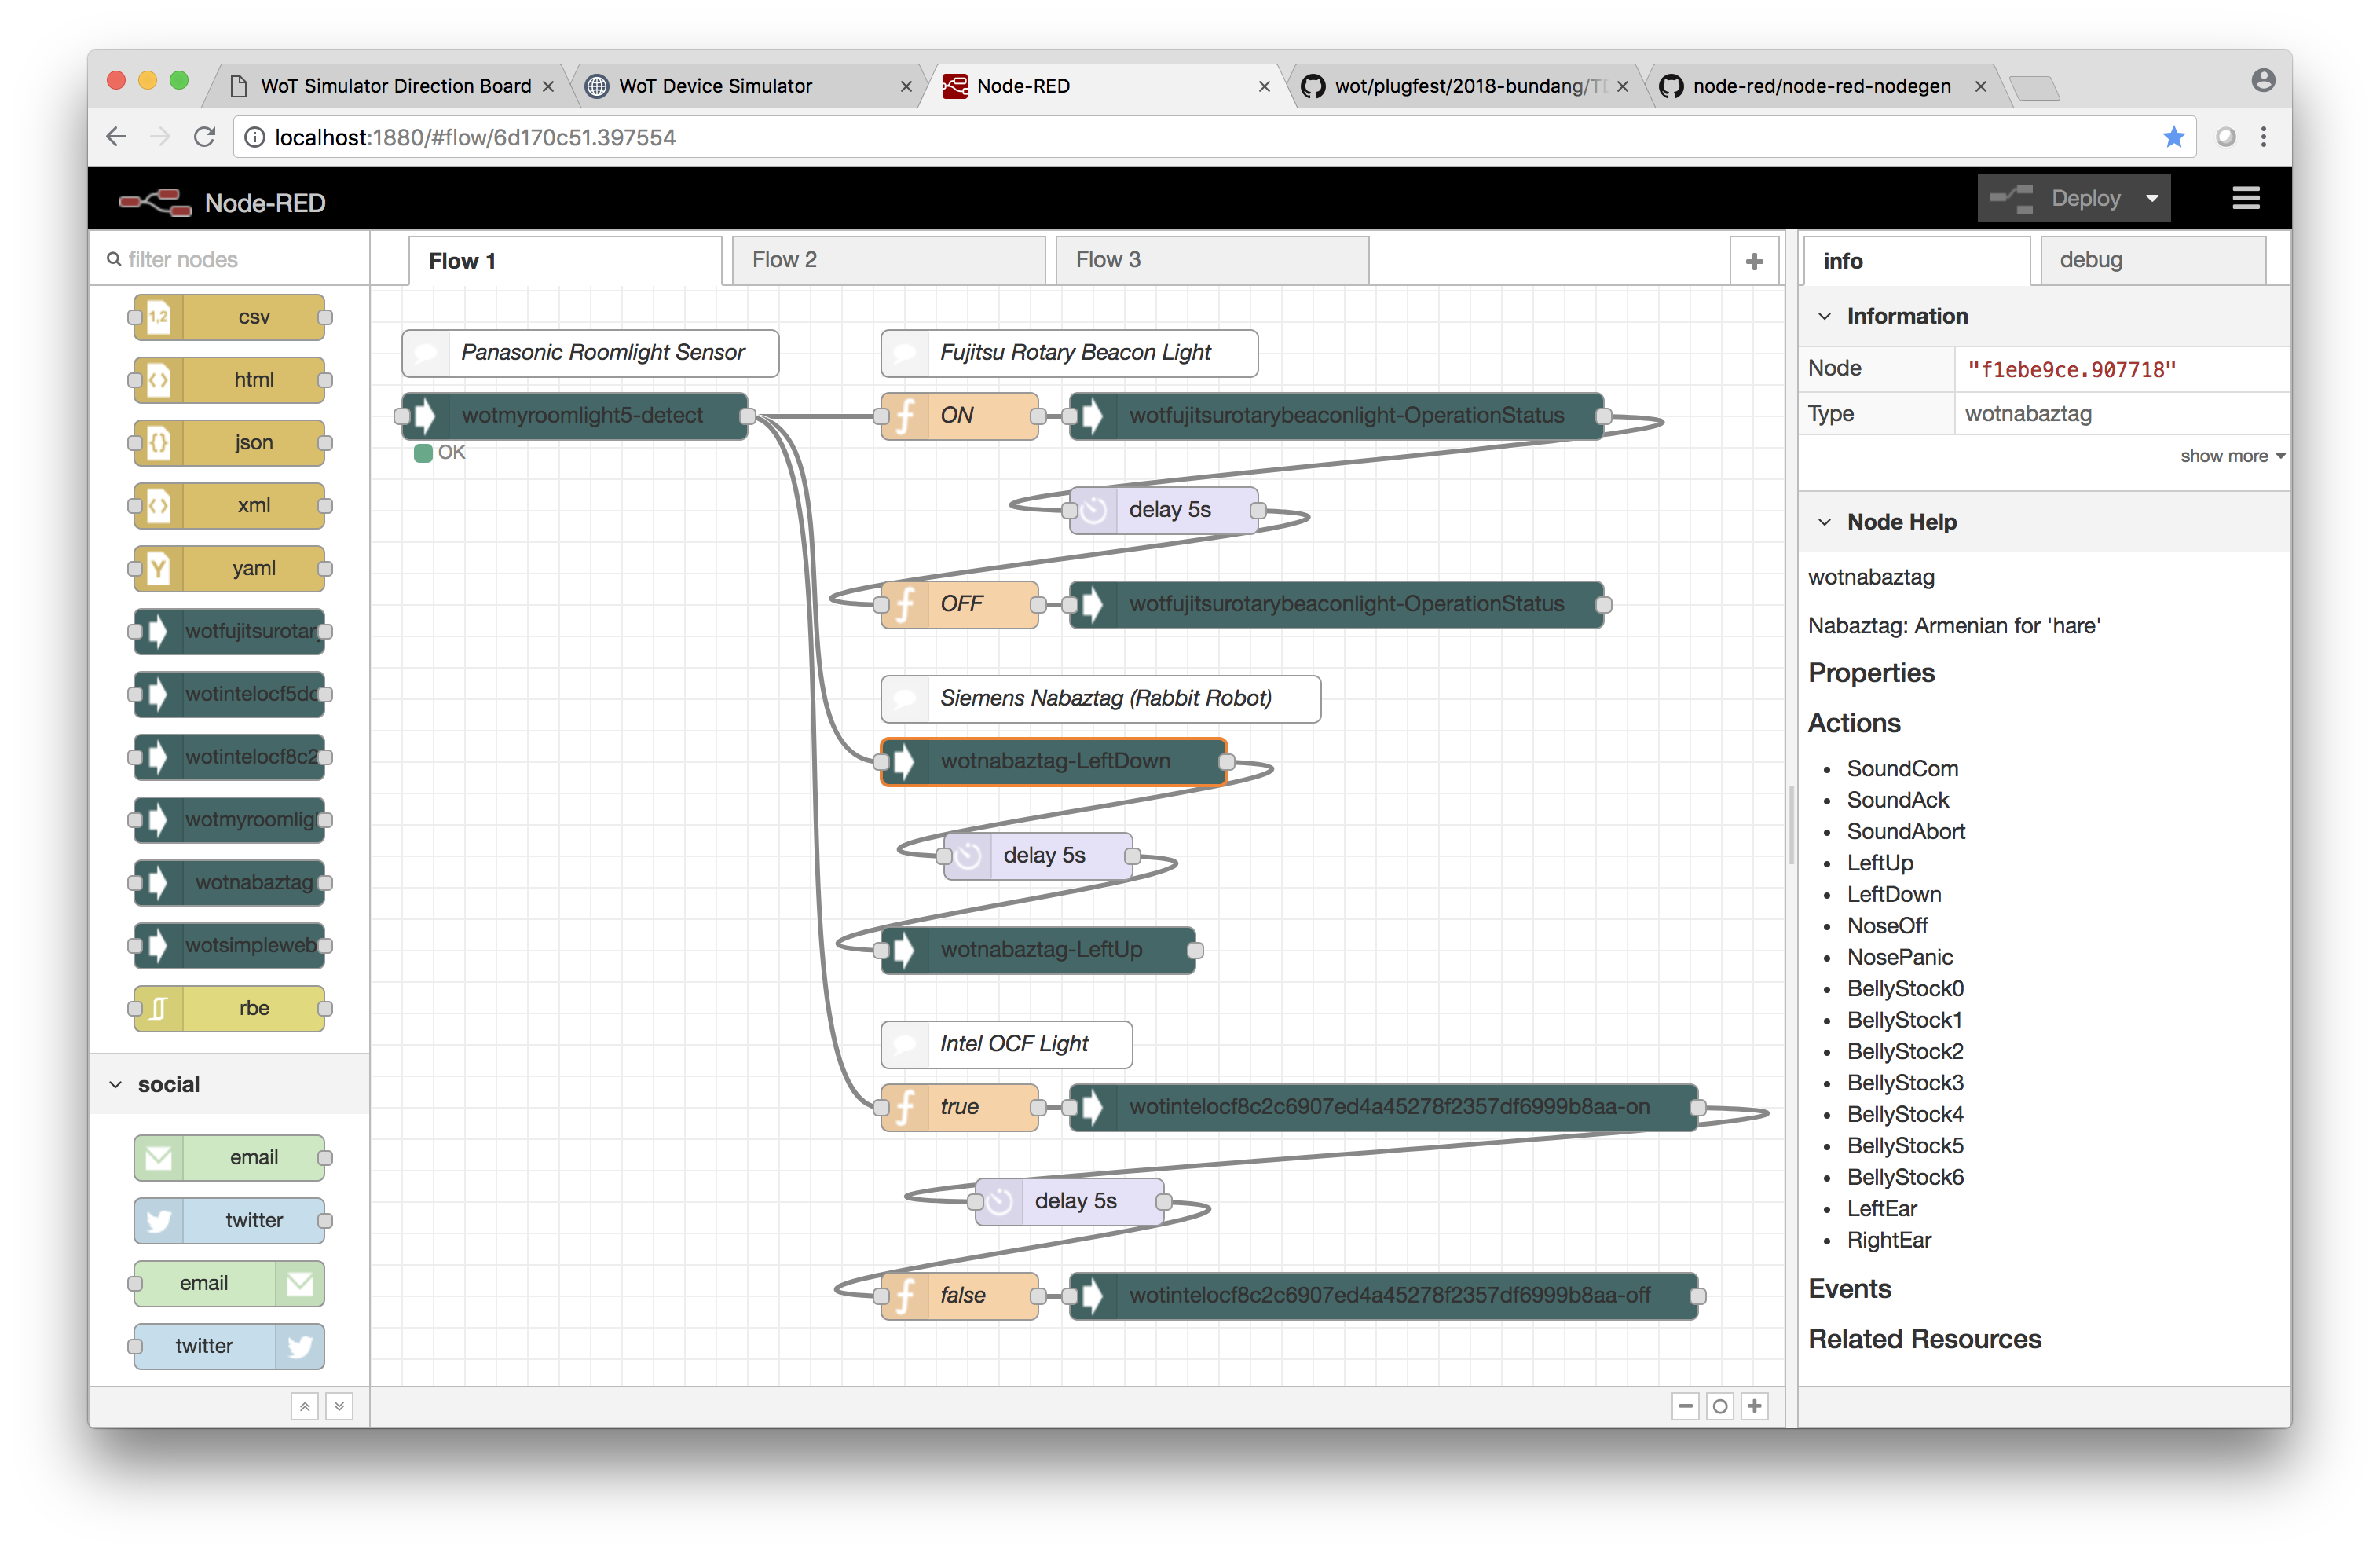 WoT Simulator Direction Board
WoT Device Simulator
Node-RED
wot/plugfest/2018-bundang/
node-red/node-red-nodegen
localhost:1880/#flow/6d170c51.397554
Node-RED
Deploy
filter nodes
csv
html
json
xml
yaml
wotfujitsurotar
wotintelocf5dc
wotintelocf8c2
wotmyroomlig
wotnabaztag
wotsimpleweb
rbe
social
email
twitter
email
twitter
Flow 1
Flow 2
Flow 3
Panasonic Roomlight Sensor
Fujitsu Rotary Beacon Light
wotmyroomlight5-detect
ON
wotfujitsurotarybeaconlight-OperationStatus
OK
delay 5s
OFF
wotfujitsurotarybeaconlight-OperationStatus
Siemens Nabaztag (Rabbit Robot)
wotnabaztag-LeftDown
delay 5s
wotnabaztag-LeftUp
Intel OCF Light
true
wotintelocf8c2c6907ed4a45278f2357df6999b8aa-on
delay 5s
false
wotintelocf8c2c6907ed4a45278f2357df6999b8aa-off
info
debug
Information
Node
"f1ebe9ce.907718"
Type
wotnabaztag
show more
Node Help
wotnabaztag
Nabaztag: Armenian for 'hare'
Properties
Actions
SoundCom
SoundAck
SoundAbort
LeftUp
LeftDown
NoseOff
NosePanic
BellyStock0
BellyStock1
BellyStock2
BellyStock3
BellyStock4
BellyStock5
BellyStock6
LeftEar
RightEar
Events
Related Resources